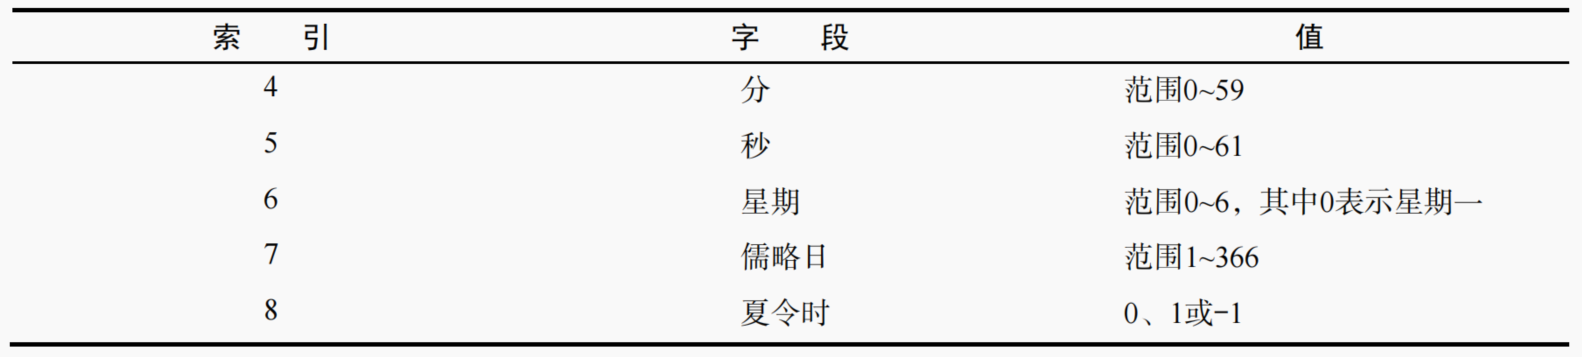 索 引 字 段 值
4 分 范围0~59
5 秒 范围0~61
6 星期 范围0~6，其中0表示星期一
7 儒略日 范围1~366
8 夏令时 0、1或-1